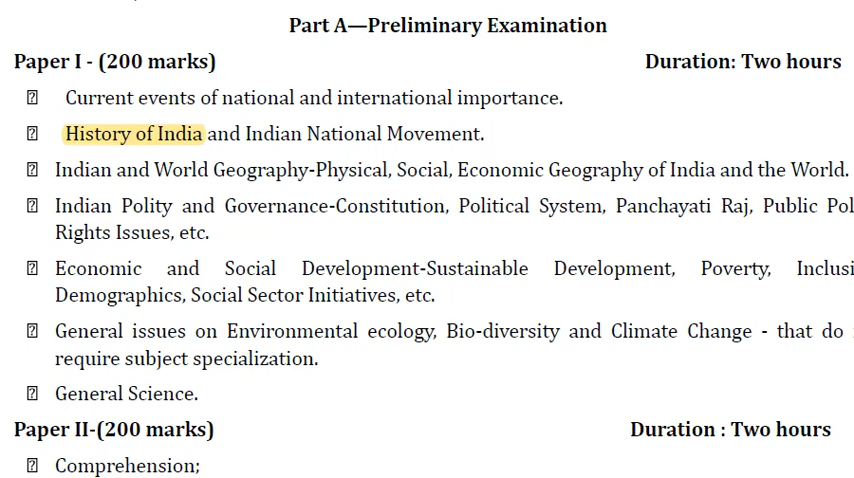 Part A—Preliminary Examination
Paper I - (200 marks) Duration: Two hours
Current events of national and international importance.
History of India and Indian National Movement.
Indian and World Geography-Physical, Social, Economic Geography of India and the World.
Indian Polity and Governance-Constitution, Political System, Panchayati Raj, Public Pol
Rights Issues, etc.
Economic and Social Development-Sustainable Development, Poverty, Inclusi
Demographics, Social Sector Initiatives, etc.
General issues on Environmental ecology, Bio-diversity and Climate Change - that do
require subject specialization.
General Science.
Paper II-(200 marks) Duration : Two hours
Comprehension;